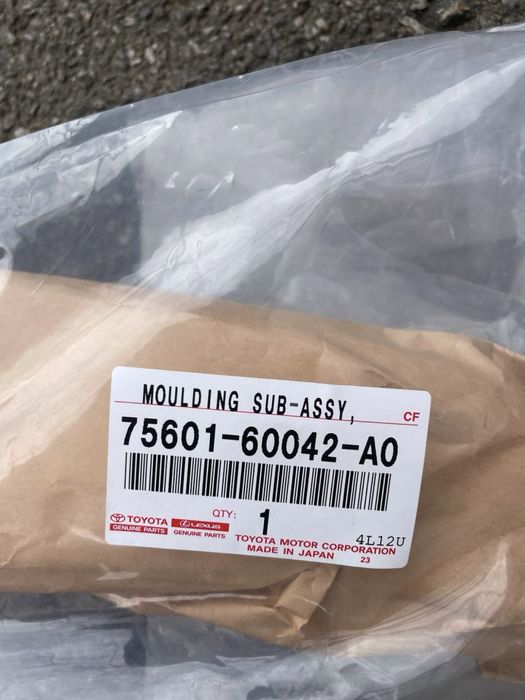 MOULDING SUB-ASSY,
CF
75601-60042-A0
QTY: 1
TOYOTA
GENUINE PARTS
LEXUS
GENUINE PARTS
4L12U
TOYOTA MOTOR CORPORATION
MADE IN JAPAN 23